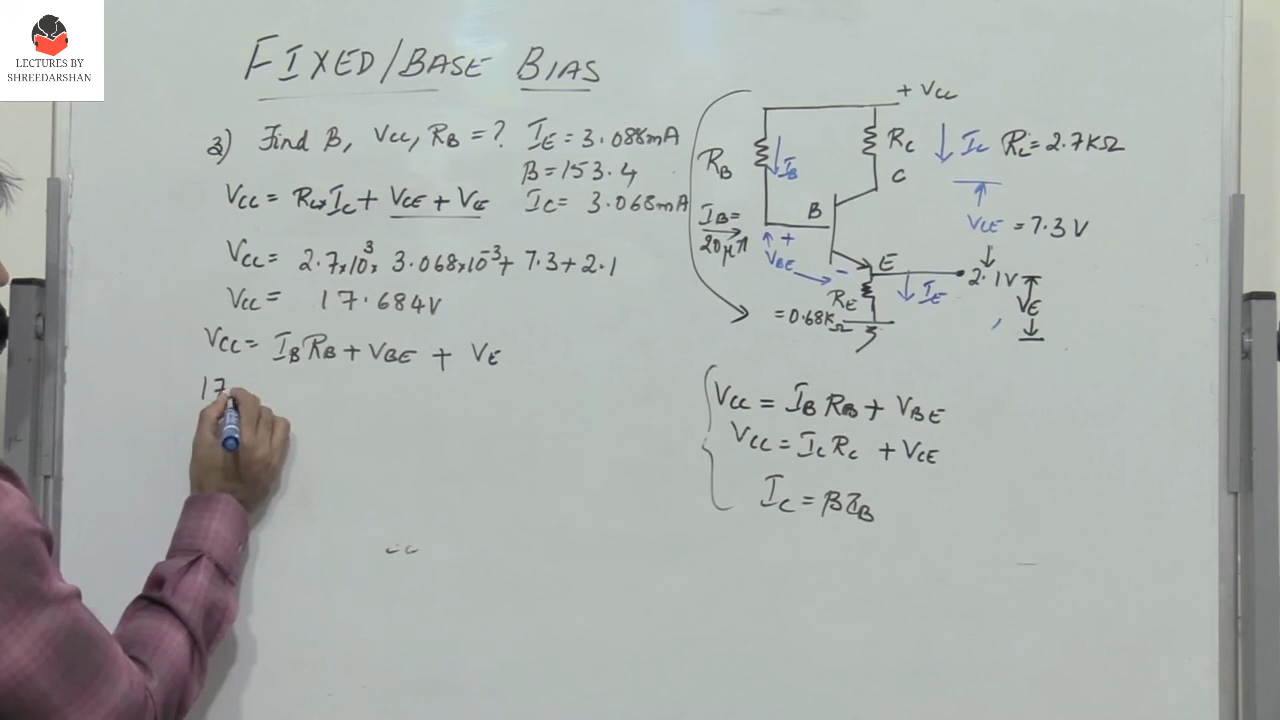 LECTURES BY
SHREEDARSHAN
FIXED/BASE BIAS
3) Find B, VCC, RB = ? IE = 3.088mA
B = 153.4
VCC = RC×IC + VCE + VE IC = 3.068mA
VCC = 2.7×10³× 3.068×10⁻³ + 7.3 + 2.1
VCC = 17.684V
VCC = IBRB + VBE + VE
17
+ VCC
RB
IB
RC
IC
RC = 2.7KΩ
C
B
IB =
20μA
VCE = 7.3V
+
VBE
-
E
2.1V
RE
= 0.68KΩ
IE
VE
VCC = IB RB + VBE
VCC = IC RC + VCE
IC = βIB